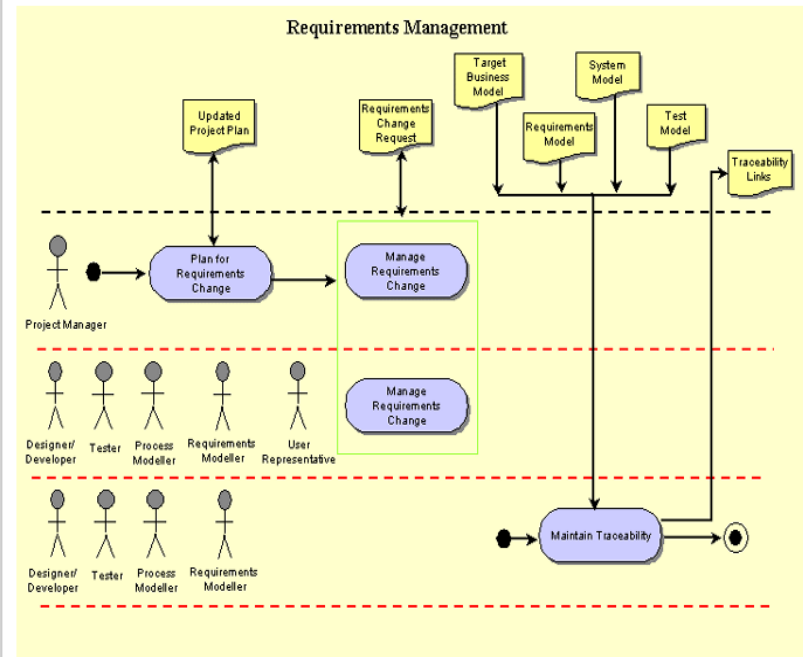 Requirements Management
Target
Business
Model
System
Model
Updated
Project Plan
Requirements
Change
Request
Requirements
Model
Test
Model
Traceability
Links
Plan for
Requirements
Change
Manage
Requirements
Change
Project Manager
Manage
Requirements
Change
Designer/
Developer
Tester
Process
Modeller
Requirements
Modeller
User
Representative
Maintain Traceability
Designer/
Developer
Tester
Process
Modeller
Requirements
Modeller